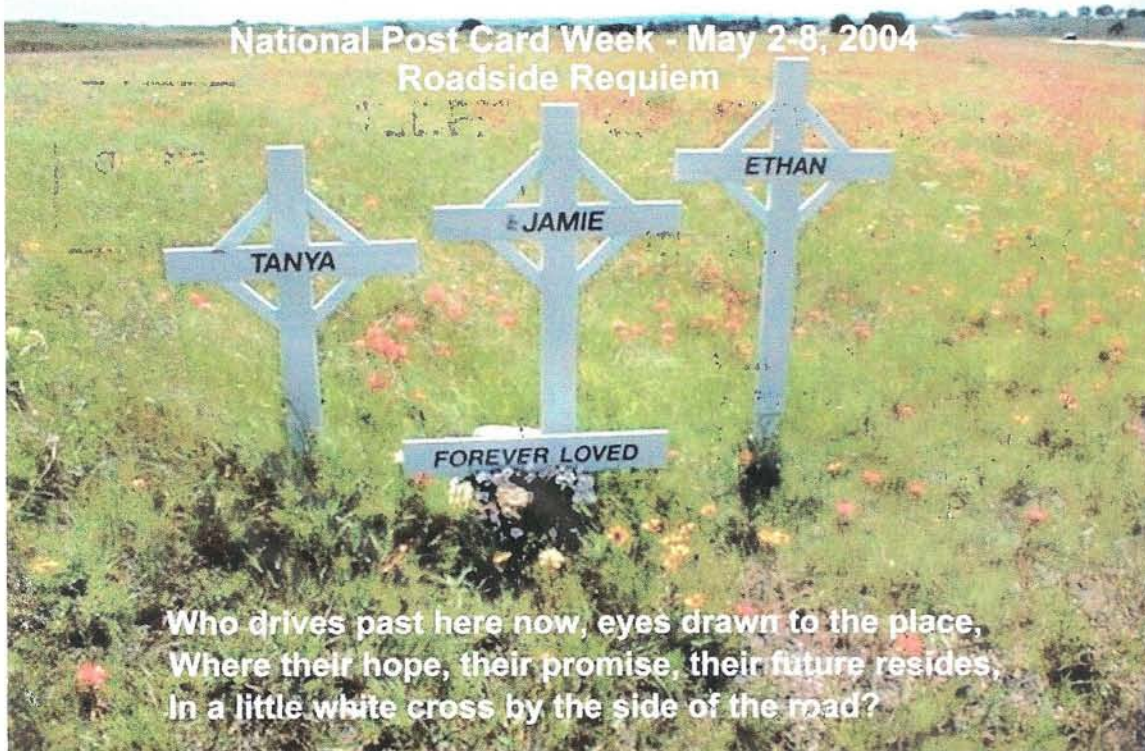 National Post Card Week - May 2-8, 2004
Roadside Requiem
TANYA
JAMIE
ETHAN
FOREVER LOVED
Who drives past here now, eyes drawn to the place,
Where their hope, their promise, their future resides,
In a little white cross by the side of the road?